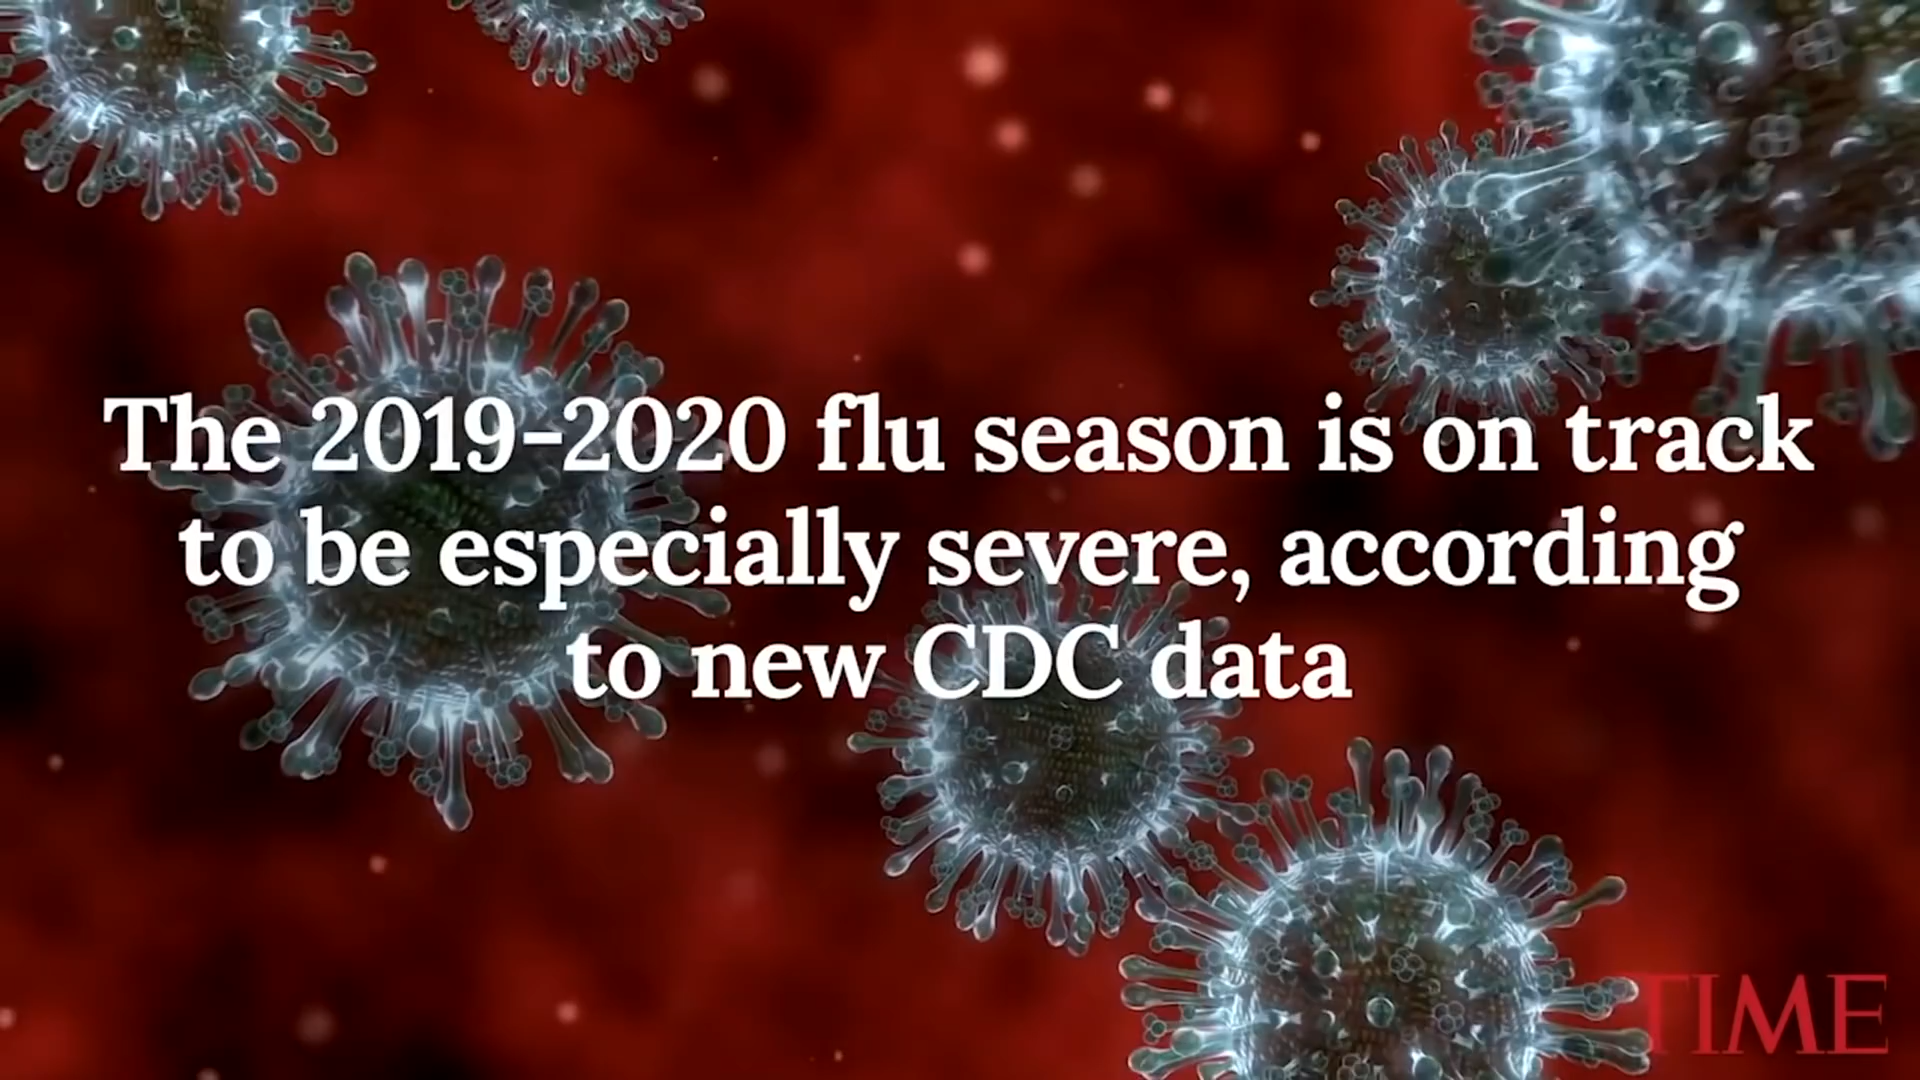 The 2019-2020 flu season is on track
to be especially severe, according
to new CDC data
TIME